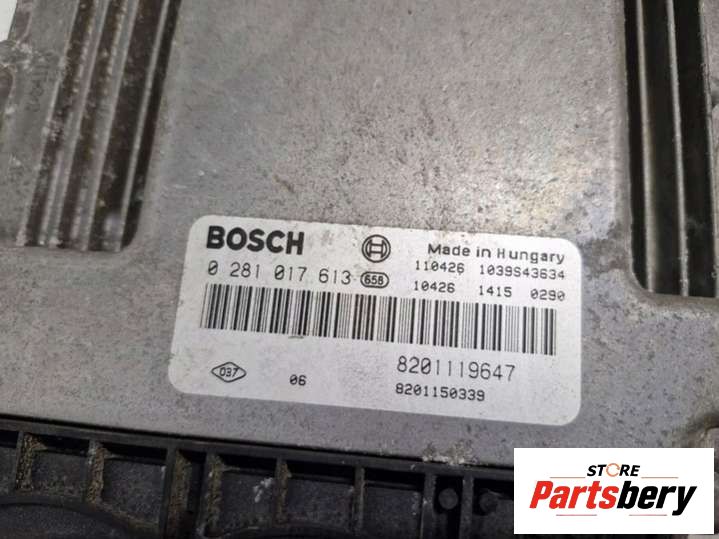 BOSCH
Made in Hungary
0 281 017 613 658
110426 1039S43634
10426 1415 0290
037
06
8201119647
8201150339
STORE
Partsbery